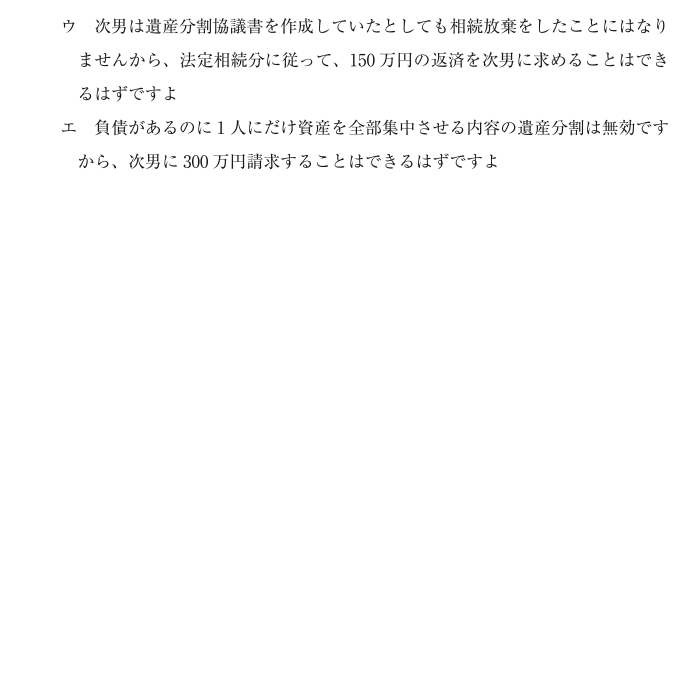 ウ　次男は遺産分割協議書を作成していたとしても相続放棄をしたことにはなり
ませんから、法定相続分に従って、150 万円の返済を次男に求めることはでき
るはずですよ
エ　負債があるのに 1 人にだけ資産を全部集中させる内容の遺産分割は無効です
から、次男に 300 万円請求することはできるはずですよ